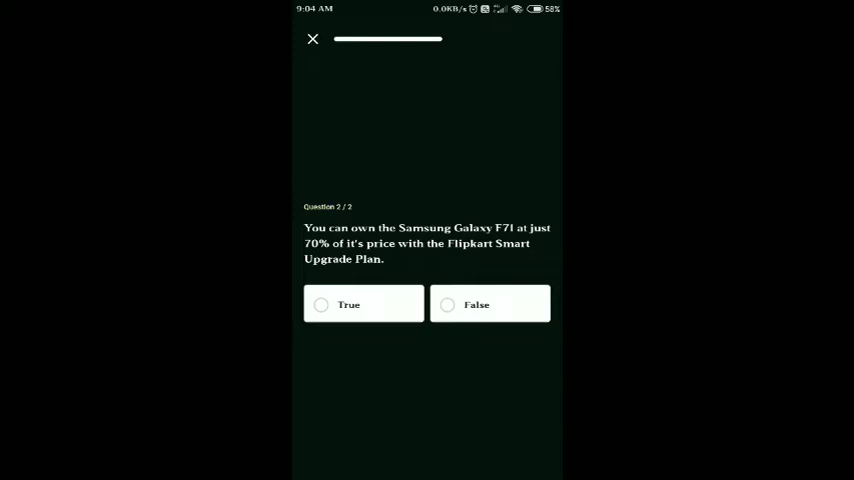 9:04 AM 0.0KB/s 58%
Question 2 / 2
You can own the Samsung Galaxy F7l at just
70% of it's price with the Flipkart Smart
Upgrade Plan.
True False